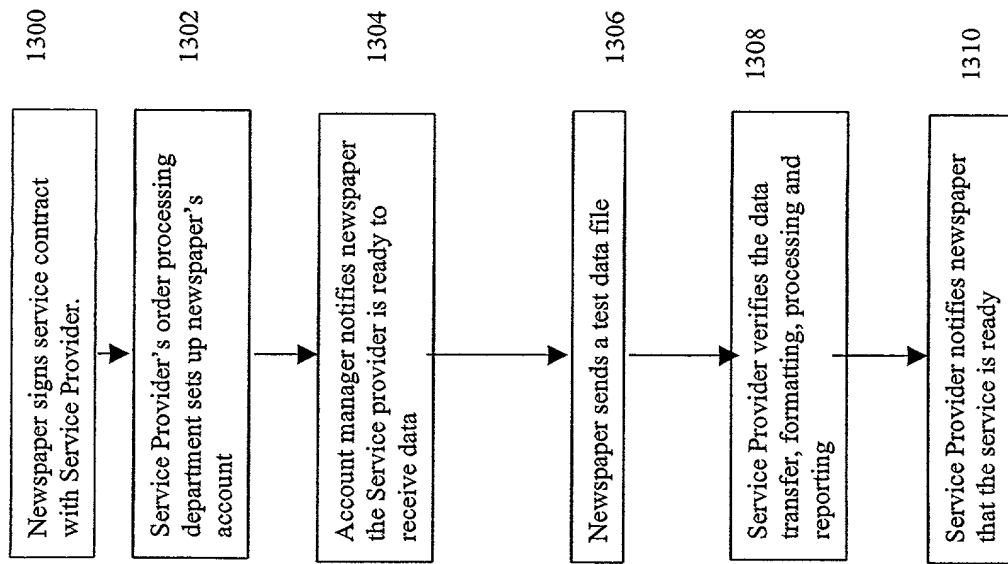 Newspaper signs service contract
with Service Provider.
1300
Service Provider's order processing
department sets up newspaper's
account
1302
Account manager notifies newspaper
the Service provider is ready to
receive data
1304
Newspaper sends a test data file
1306
Service Provider verifies the data
transfer, formatting, processing and
reporting
1308
Service Provider notifies newspaper
that the service is ready
1310